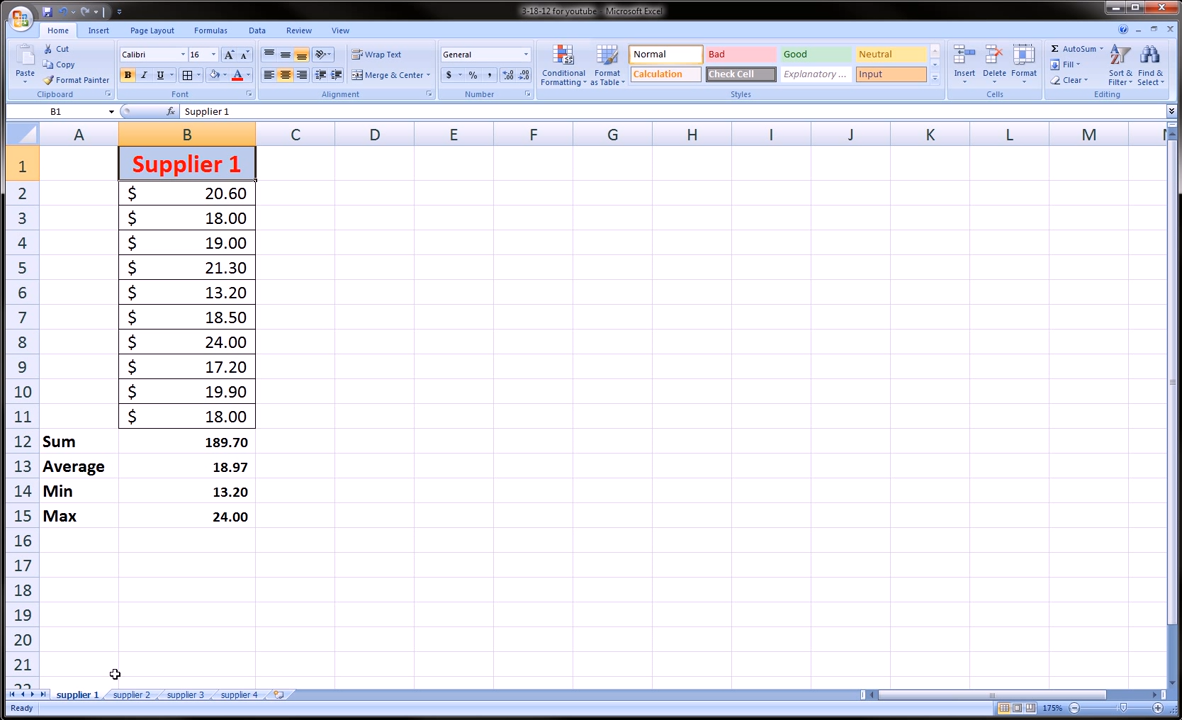 3-18-12 for youtube - Microsoft Excel
Home Insert Page Layout Formulas Data Review View
Cut
Copy
Format Painter
Paste
Clipboard
Calibri 16
B I U
Font
Wrap Text
Merge & Center
Alignment
General
$ % ,
Number
Conditional Formatting
Format as Table
Normal Bad Good Neutral
Calculation Check Cell Explanatory ... Input
Styles
Insert Delete Format
Cells
AutoSum
Fill
Clear
Sort & Filter
Find & Select
Editing
B1 fx Supplier 1
A B C D E F G H I J K L M
1 Supplier 1
2 $ 20.60
3 $ 18.00
4 $ 19.00
5 $ 21.30
6 $ 13.20
7 $ 18.50
8 $ 24.00
9 $ 17.20
10 $ 19.90
11 $ 18.00
12 Sum 189.70
13 Average 18.97
14 Min 13.20
15 Max 24.00
16
17
18
19
20
21
22
supplier 1 supplier 2 supplier 3 supplier 4
Ready 175%